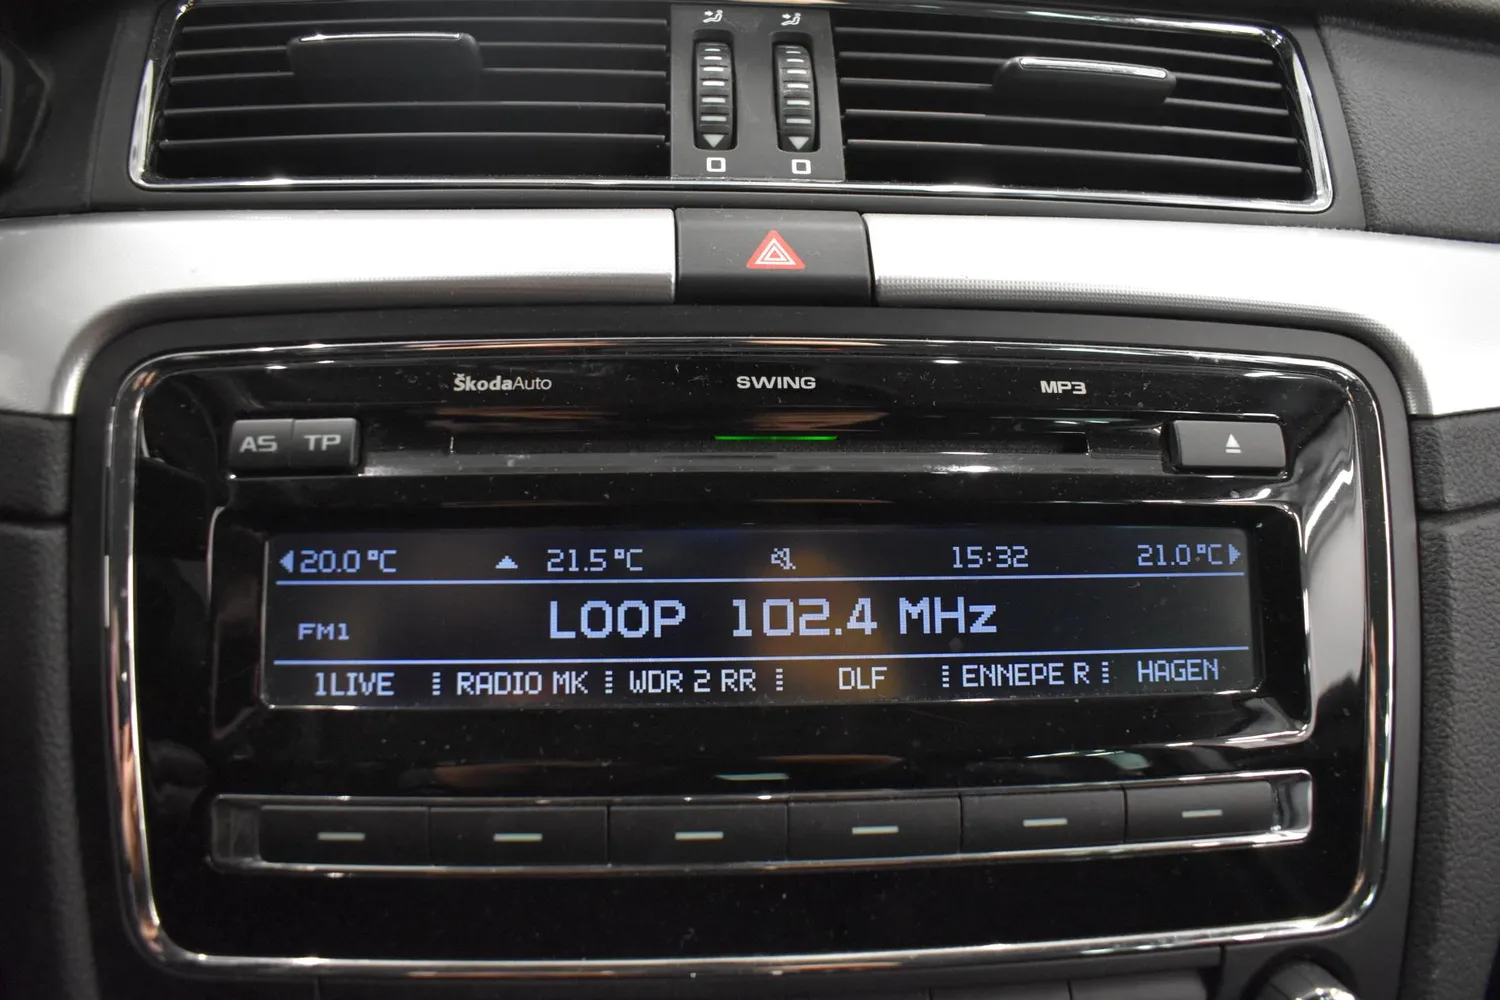 ŠkodaAuto SWING MP3
AS TP
20.0°C 21.5°C 15:32 21.0°C
FM1 LOOP 102.4 MHz
1LIVE RADIO MK WDR 2 RR DLF ENNEPE R HAGEN